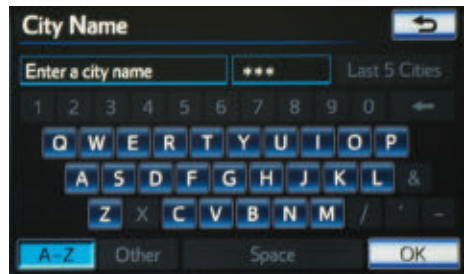 City Name
Enter a city name *** Last 5 Cities
1 2 3 4 5 6 7 8 9 0 ←
Q W E R T Y U I O P
A S D F G H J K L &
Z X C V B N M / ' -
A-Z Other Space OK